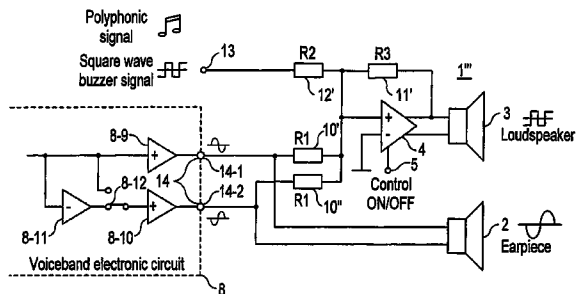 Polyphonic
signal
Square wave
buzzer signal
13
R2
12'
R3
11'
1'''
3
Loudspeaker
4
5
Control
ON/OFF
8-9
14
14-1
14-2
R1
10'
R1
10''
8-12
8-11
8-10
2
Earpiece
Voiceband electronic circuit
8
+
-
+
-
+